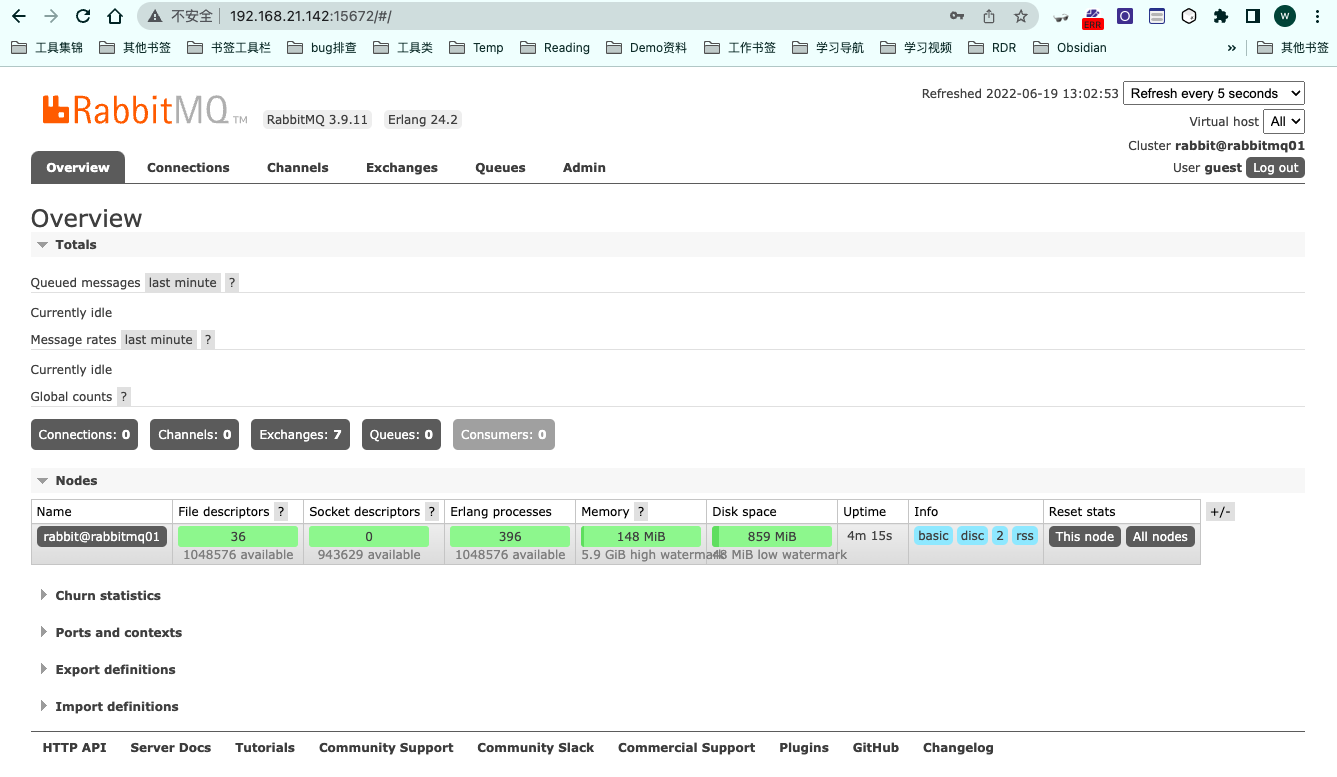 不安全 192.168.21.142:15672/#/
ERR W
工具集锦 其他书签 书签工具栏 bug排查 工具类 Temp Reading Demo资料 工作书签 学习导航 学习视频 RDR Obsidian » 其他书签
Refreshed 2022-06-19 13:02:53 Refresh every 5 seconds
RabbitMQ TM RabbitMQ 3.9.11 Erlang 24.2
Virtual host All
Cluster rabbit@rabbitmq01
User guest Log out
Overview Connections Channels Exchanges Queues Admin
Overview
Totals
Queued messages last minute ?
Currently idle
Message rates last minute ?
Currently idle
Global counts ?
Connections: 0 Channels: 0 Exchanges: 7 Queues: 0 Consumers: 0
Nodes
Name File descriptors ? Socket descriptors ? Erlang processes Memory ? Disk space Uptime Info Reset stats +/-
rabbit@rabbitmq01 36 0 396 148 MiB 859 MiB 4m 15s basic disc 2 rss This node All nodes
1048576 available 943629 available 1048576 available 5.9 GiB high watermark 48 MiB low watermark
Churn statistics
Ports and contexts
Export definitions
Import definitions
HTTP API Server Docs Tutorials Community Support Community Slack Commercial Support Plugins GitHub Changelog